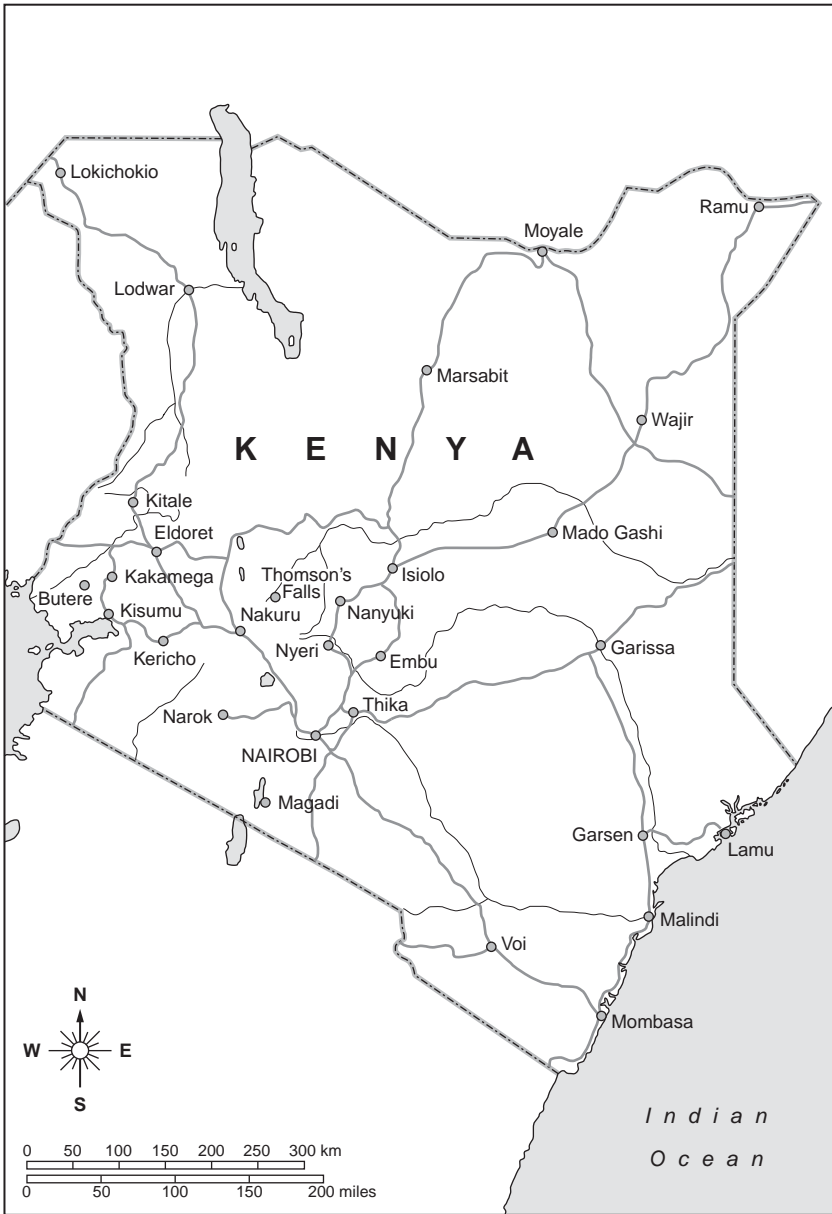 Lokichokio
Ramu
Moyale
Lodwar
Marsabit
Wajir
K E N Y A
Kitale
Eldoret
Mado Gashi
Isiolo
Thomson's
Falls
Kakamega
Butere
Nanyuki
Kisumu
Nakuru
Nyeri
Garissa
Kericho
Embu
Narok
Thika
NAIROBI
Magadi
Garsen
Lamu
Malindi
Voi
N
W E
S
Mombasa
Indian
Ocean
0 50 100 150 200 250 300 km
0 50 100 150 200 miles